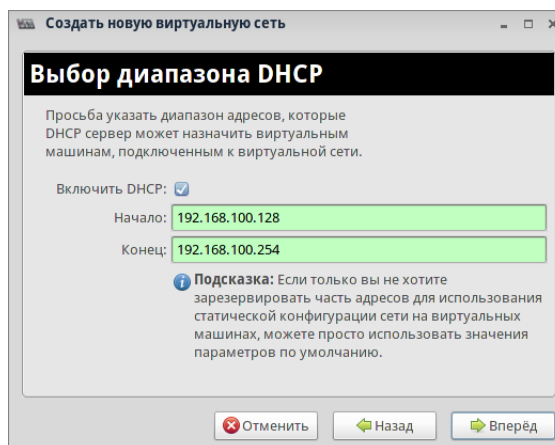 Создать новую виртуальную сеть
Выбор диапазона DHCP
Просьба указать диапазон адресов, которые
DHCP сервер может назначить виртуальным
машинам, подключенным к виртуальной сети.
Включить DHCP:
Начало: 192.168.100.128
Конец: 192.168.100.254
Подсказка: Если только вы не хотите
зарезервировать часть адресов для использования
статической конфигурации сети на виртуальных
машинах, можете просто использовать значения
параметров по умолчанию.
Отменить Назад Вперёд